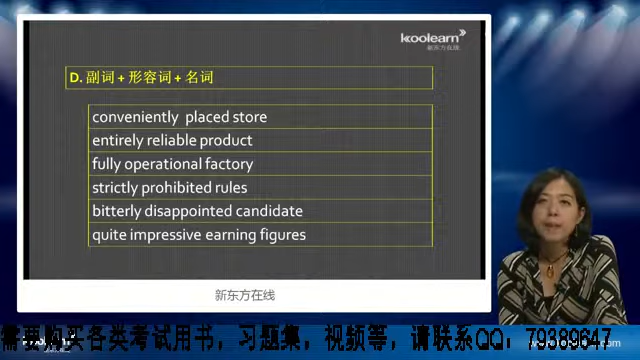 koolearn
新东方在线
D. 副词 + 形容词 + 名词
conveniently placed store
entirely reliable product
fully operational factory
strictly prohibited rules
bitterly disappointed candidate
quite impressive earning figures
新东方在线
需要购买各类考试用书，习题集，视频等，请联系QQ：79389647